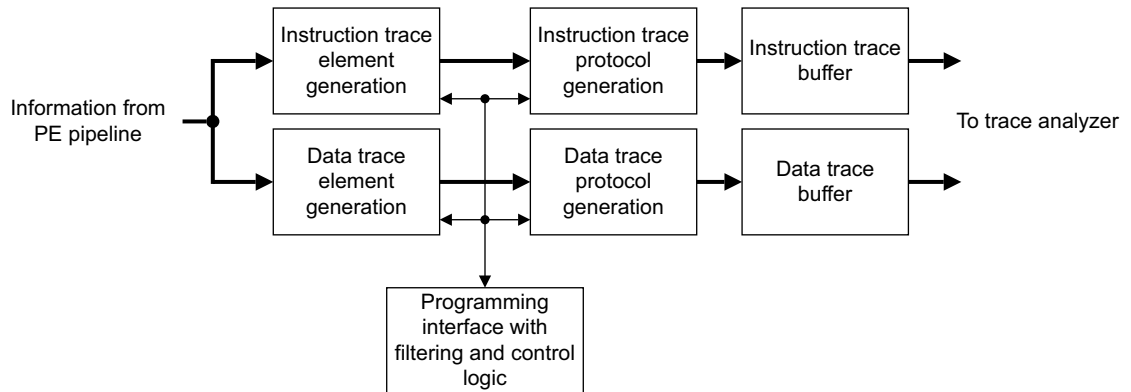 Information from
PE pipeline
Instruction trace
element
generation
Instruction trace
protocol
generation
Instruction trace
buffer
Data trace
element
generation
Data trace
protocol
generation
Data trace
buffer
To trace analyzer
Programming
interface with
filtering and control
logic